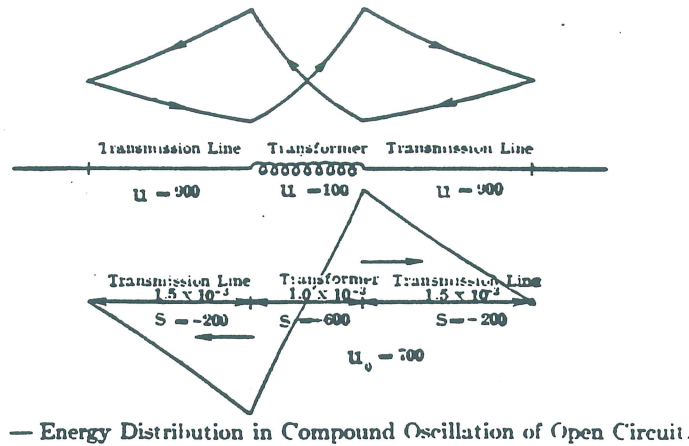 Transmission Line Transformer Transmission Line
u = 900 u = 100 u = 900
Transmission Line Transformer Transmission Line
1.5 x 10⁻³ 1.0 x 10⁻³ 1.5 x 10⁻³
S = -200 S = -600 S = -200
u₀ = 700
— Energy Distribution in Compound Oscillation of Open Circuit.